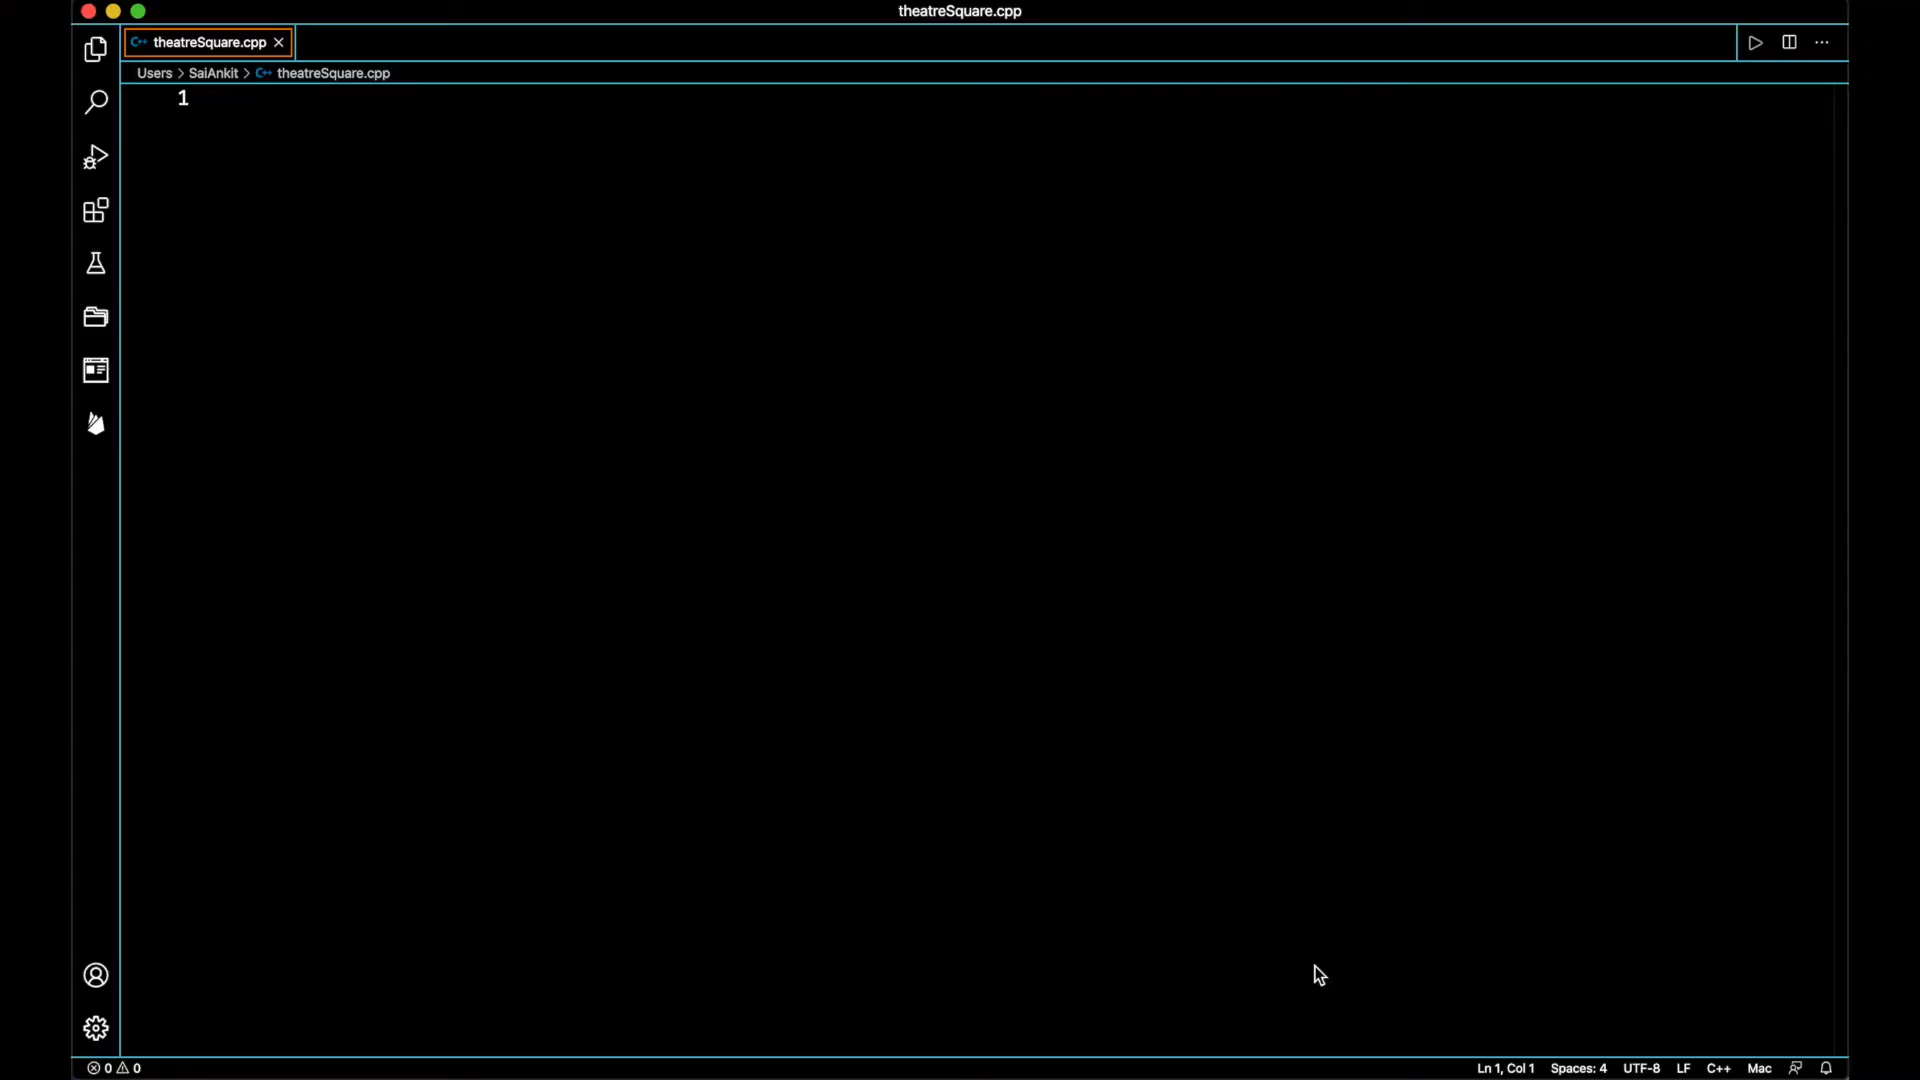 theatreSquare.cpp
C++ theatreSquare.cpp
Users > SaiAnkit > C++ theatreSquare.cpp
1
0 0
Ln 1, Col 1 Spaces: 4 UTF-8 LF C++ Mac